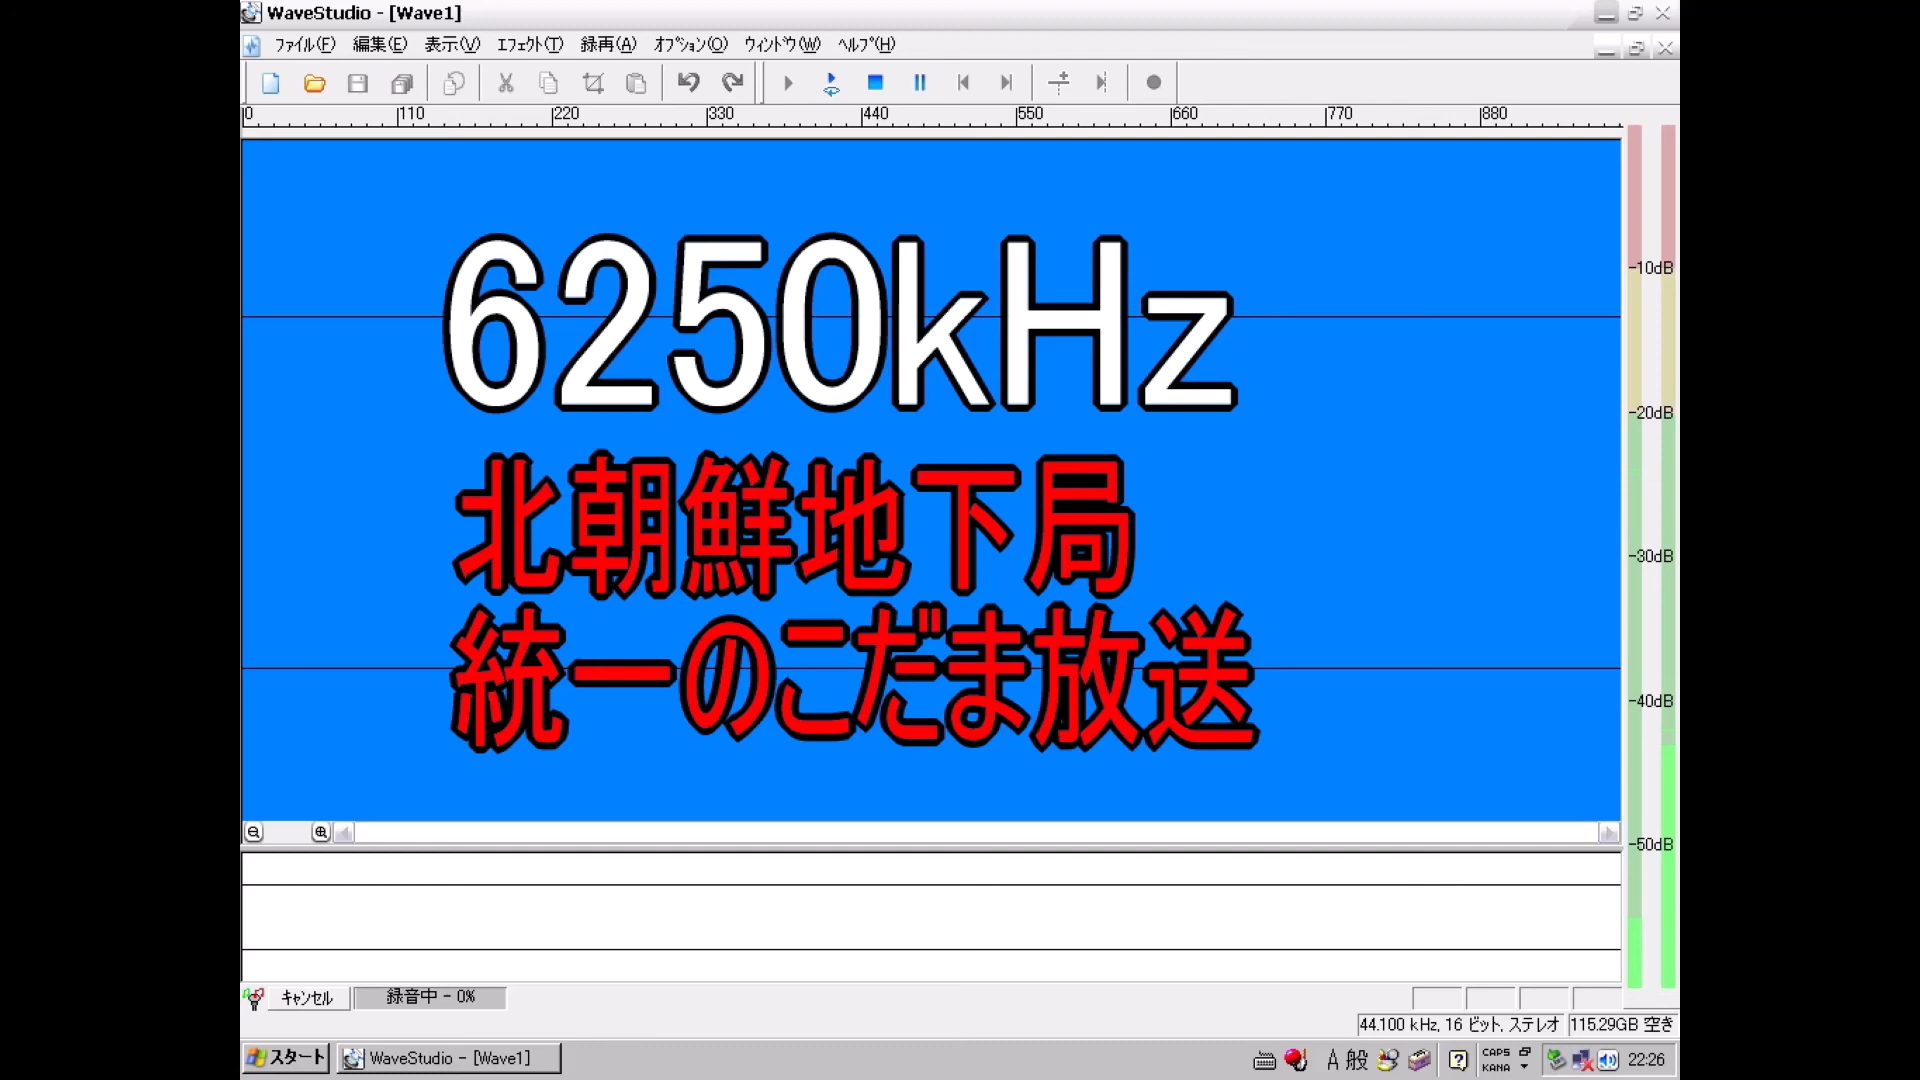 WaveStudio - [Wave1]
ファイル(F) 編集(E) 表示(V) エフェクト(T) 録再(A) オプション(O) ウィンドウ(W) ヘルプ(H)
0 110 220 330 440 550 660 770 880
6250kHz
北朝鮮地下局
統一のこだま放送
-10dB
-20dB
-30dB
-40dB
-50dB
キャンセル 録音中 - 0%
44.100 kHz, 16 ビット, ステレオ 115.29GB 空き
スタート WaveStudio - [Wave1] A 般 CAPS KANA 22:26